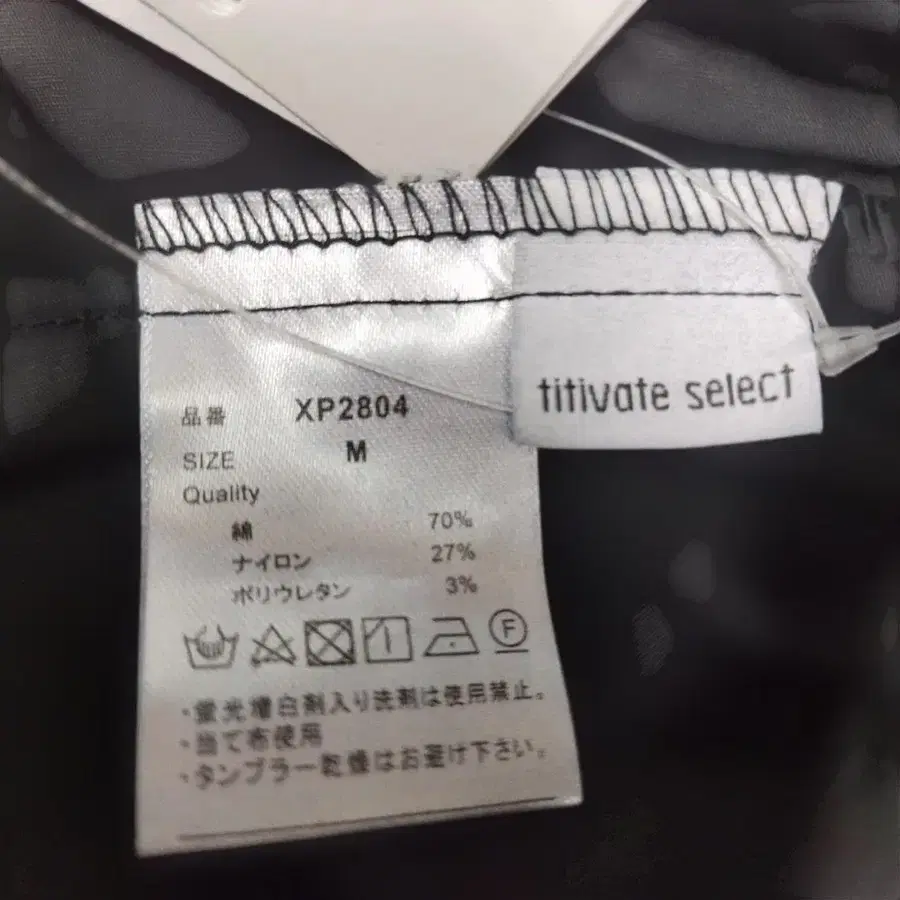 titivate select
品番 XP2804
SIZE M
Quality
綿 70%
ナイロン 27%
ポリウレタン 3%
F
・蛍光増白剤入り洗剤は使用禁止。
・当て布使用
・タンブラー乾燥はお避け下さい。